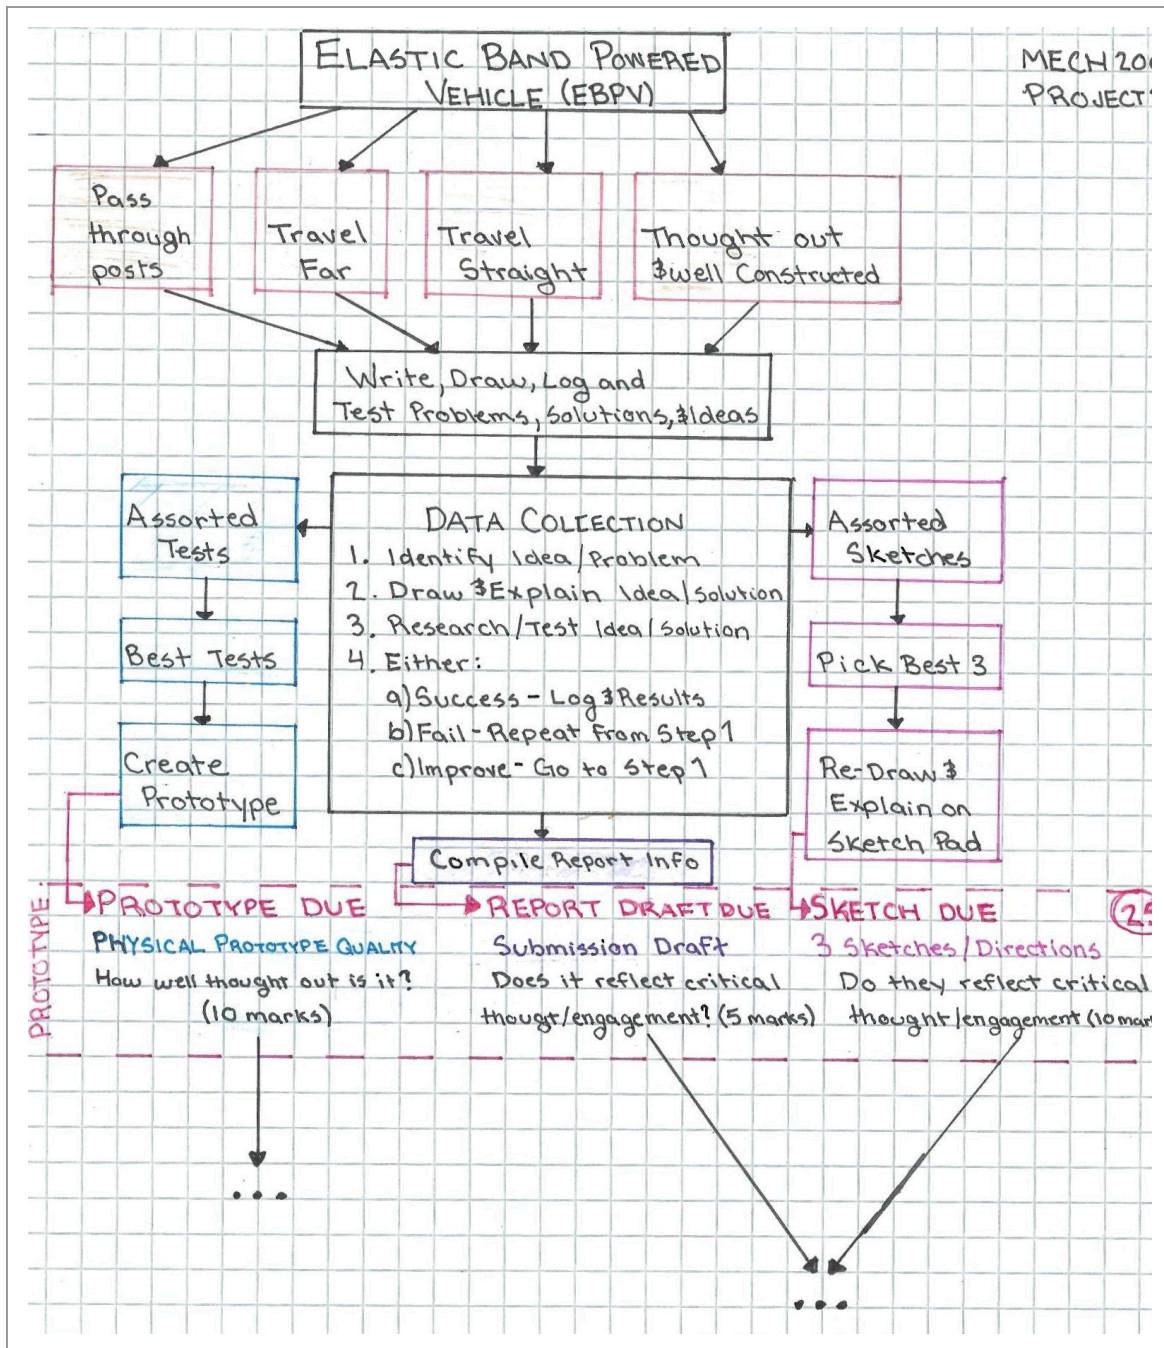 ELASTIC BAND POWERED
VEHICLE (EBPV)
MECH 20
PROJECT
Pass
through
posts
Travel
Far
Travel
Straight
Thought out
& well Constructed
Write, Draw, Log and
Test Problems, Solutions, & Ideas
Assorted
Tests
Best Tests
Create
Prototype
DATA COLLECTION
1. Identify Idea/Problem
2. Draw & Explain Idea/Solution
3. Research/Test Idea/Solution
4. Either:
a) Success - Log & Results
b) Fail - Repeat from Step 1
c) Improve - Go to Step 1
Assorted
Sketches
Pick Best 3
Re-Draw &
Explain on
Sketch Pad
Compile Report Info
PROTOTYPE:
PROTOTYPE DUE
PHYSICAL PROTOTYPE QUALITY
How well thought out is it?
(10 marks)
REPORT DRAFT DUE
Submission Draft
Does it reflect critical
thougt/engagement? (5 marks)
SKETCH DUE
3 Sketches/Directions
Do they reflect critical
thought/engagement (10 mar
25
...
...